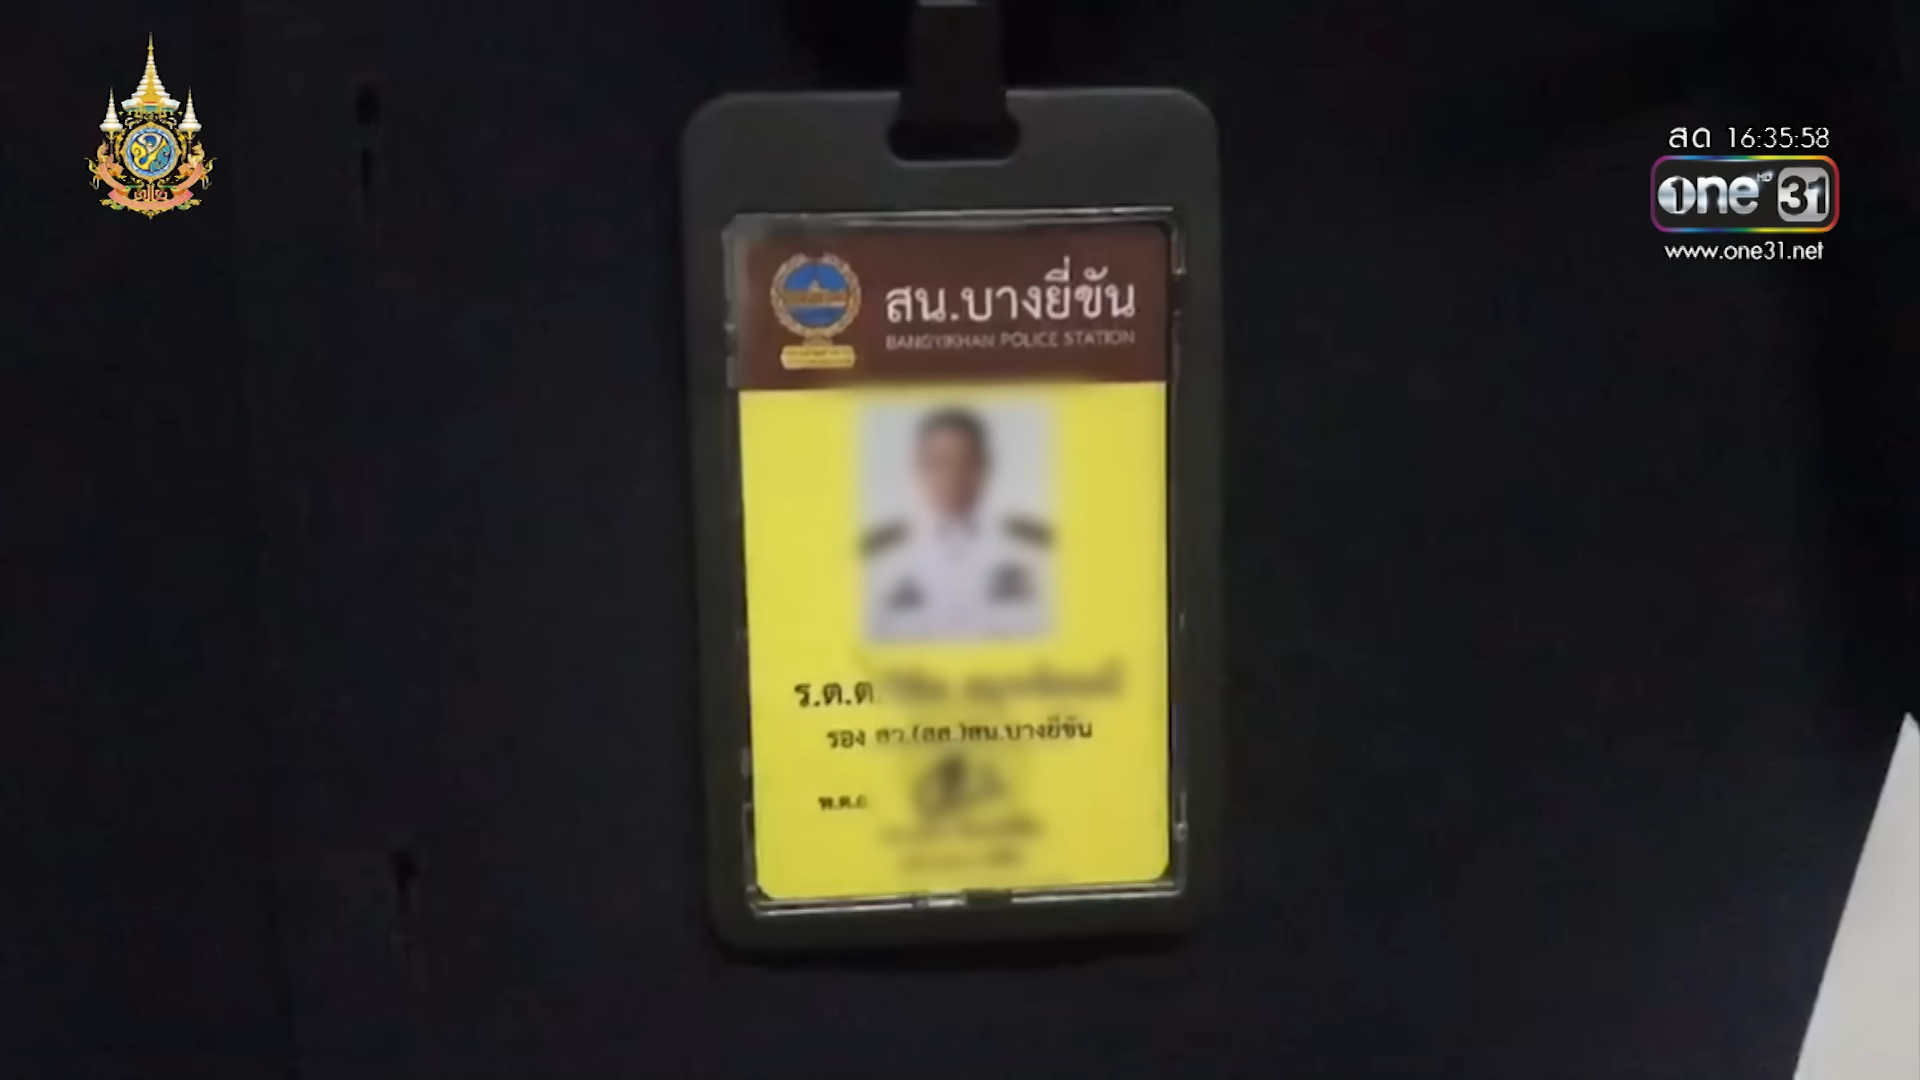 สด 16:35:58
one HD 31
www.one31.net
สน.บางยี่ขัน
BANGYIKHAN POLICE STATION
ร.ต.ต.
รอง สว.(สส.)สน.บางยี่ขัน
พ.ต.อ